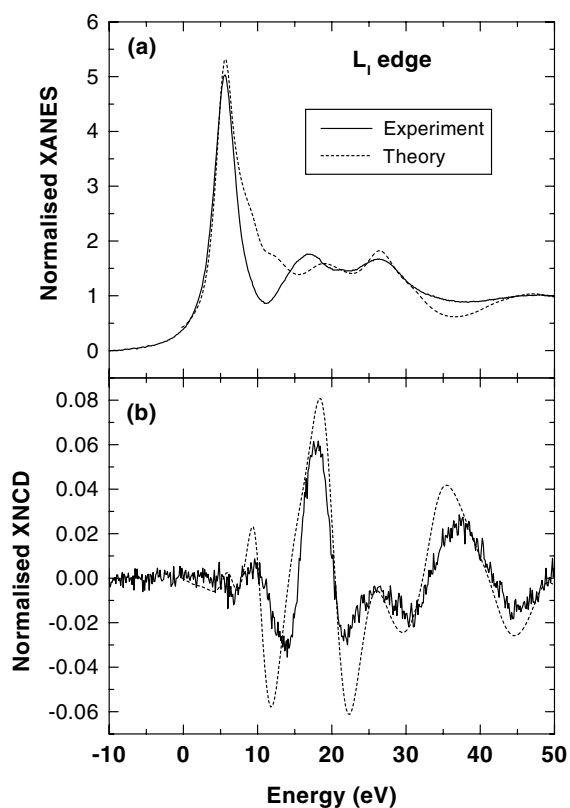 6
(a)
L_I edge
5
Experiment
Theory
4
3
2
1
0
Normalised XANES
(b)
0.08
0.06
0.04
0.02
0.00
-0.02
-0.04
-0.06
Normalised XNCD
-10 0 10 20 30 40 50
Energy (eV)